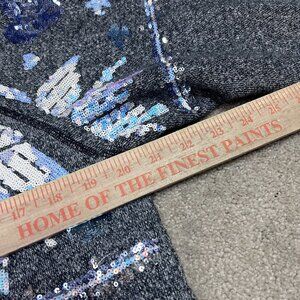 17 18 19 20 21 22 23 24 25
HOME OF THE FINEST PAINTS